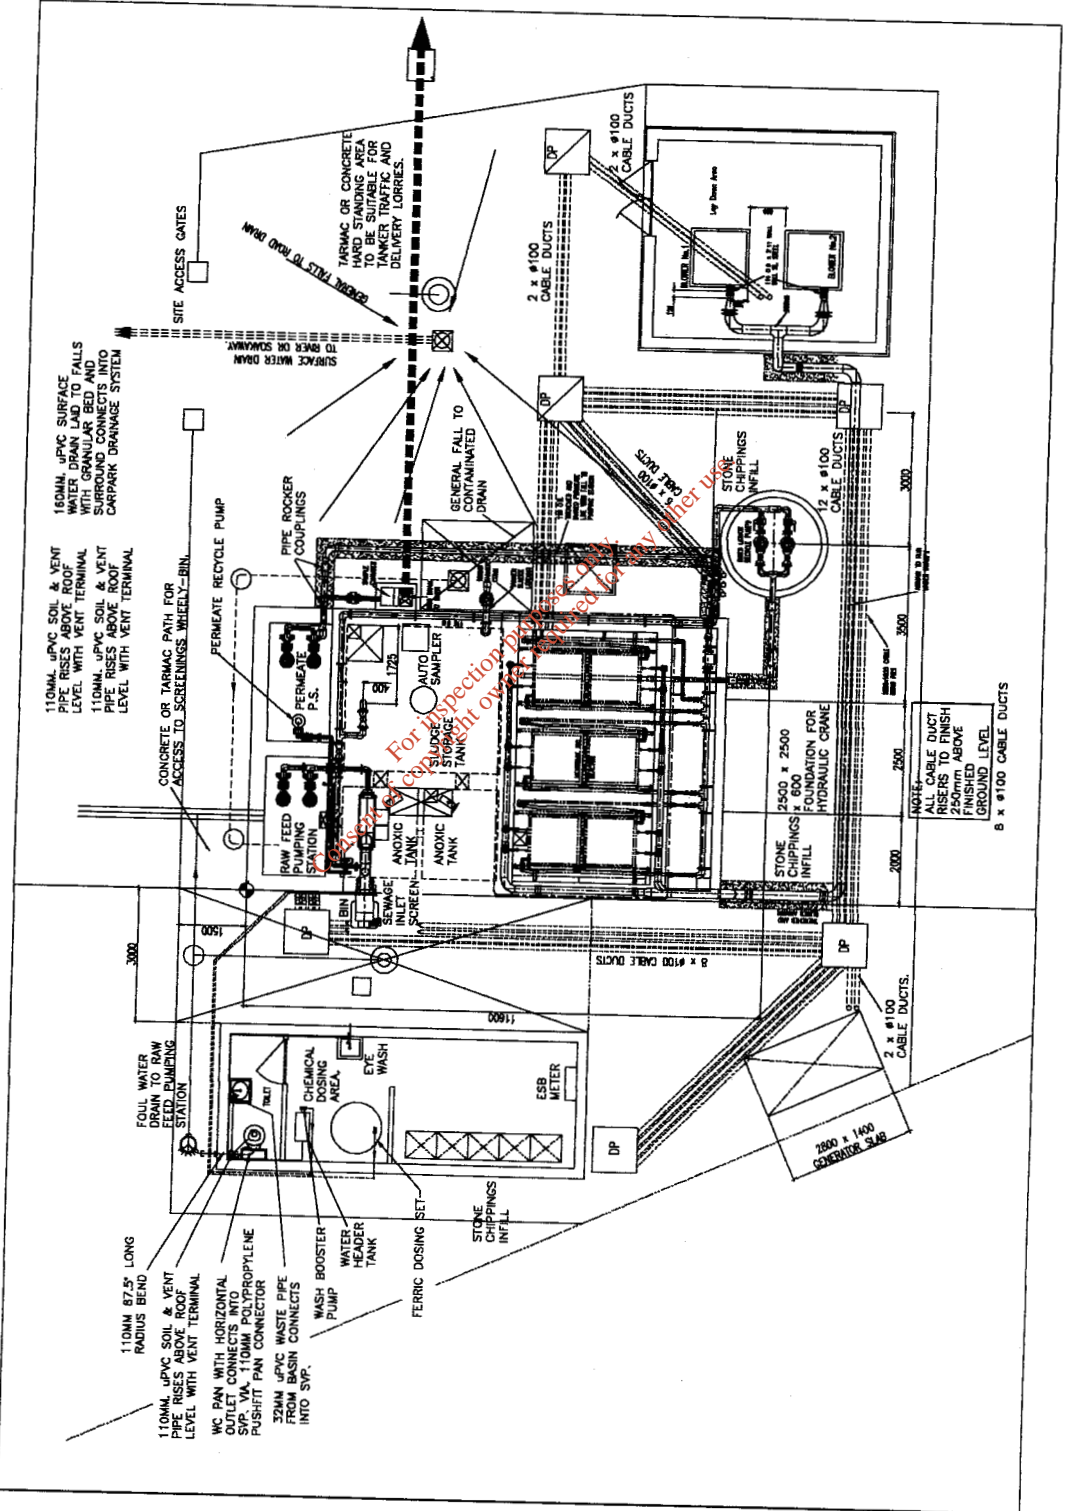 SITE ACCESS GATES
TARMAC OR CONCRETE
HARD STANDING AREA
TO BE SUITABLE FOR
TANKER TRAFFIC AND
DELIVERY LORRIES.
GENERAL FALLS TO ROAD DRAIN
SURFACE WATER DRAIN
TO RIVER OR SOAKAWAY.
160MM. uPVC SURFACE
WATER DRAIN LAID TO FALLS
WITH GRANULAR BED AND
SURROUND CONNECTS INTO
CARPARK DRAINAGE SYSTEM
110MM. uPVC SOIL & VENT
PIPE RISES ABOVE ROOF
LEVEL WITH VENT TERMINAL
110MM. uPVC SOIL & VENT
PIPE RISES ABOVE ROOF
LEVEL WITH VENT TERMINAL
CONCRETE OR TARMAC PATH FOR
ACCESS TO SCREENINGS WHEELY-BIN.
PERMEATE RECYCLE PUMP
PIPE ROCKER
COUPLINGS
GENERAL FALL TO
CONTAMINATED
DRAIN
2 x ø100
CABLE DUCTS
2 x ø100
CABLE DUCTS
DP
Lay Down Area
BLOWER No.1
BLOWER No.2
DP
DP
6 x ø100
CABLE DUCTS
STONE
CHIPPINGS
INFILL
12 x ø100
CABLE DUCTS
3000
3500
2500
2000
PERMEATE
P.S.
RAW FEED
PUMPING
STATION
400
1725
AUTO
SAMPLER
SLUDGE
STORAGE
TANK
ANOXIC
TANK
ANOXIC
TANK
BIN
SEWAGE
INLET
SCREEN
2500 x 2500
x 600
FOUNDATION FOR
HYDRAULIC CRANE
STONE
CHIPPINGS
INFILL
NOTE:
ALL CABLE DUCT
RISERS TO FINISH
250mm ABOVE
FINISHED
GROUND LEVEL
8 x ø100 CABLE DUCTS
DP
8 x ø100 CABLE DUCTS
DP
3000
1500
11600
2 x ø100
CABLE DUCTS.
2800 x 1400
GENERATOR SLAB
DP
FOUL WATER
DRAIN TO RAW
FEED PUMPING
STATION
TOILET
CHEMICAL
DOSING
AREA.
EYE
WASH
ESB
METER
110MM 87.5° LONG
RADIUS BEND
110MM. uPVC SOIL & VENT
PIPE RISES ABOVE ROOF
LEVEL WITH VENT TERMINAL
WC PAN WITH HORIZONTAL
OUTLET CONNECTS INTO
SVP. VIA. 110MM POLYPROPYLENE
PUSHFIT PAN CONNECTOR
32MM uPVC WASTE PIPE
FROM BASIN CONNECTS
INTO SVP.
WASH BOOSTER
PUMP
WATER
HEADER
TANK
FERRIC DOSING SET
STONE
CHIPPINGS
INFILL
For inspection purposes only.
Consent of copyright owner required for any other use.